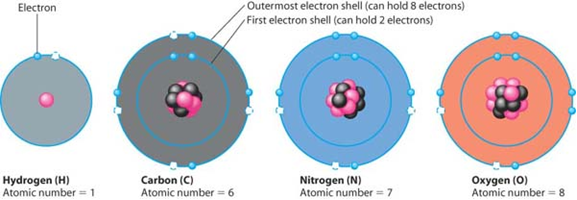 Electron
Outermost electron shell (can hold 8 electrons)
First electron shell (can hold 2 electrons)
Hydrogen (H)
Atomic number = 1
Carbon (C)
Atomic number = 6
Nitrogen (N)
Atomic number = 7
Oxygen (O)
Atomic number = 8